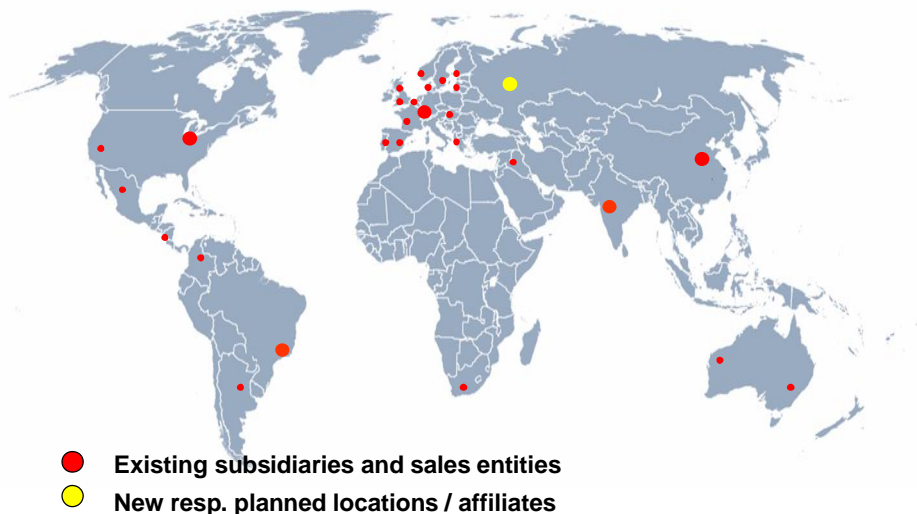 Existing subsidiaries and sales entities
New resp. planned locations / affiliates